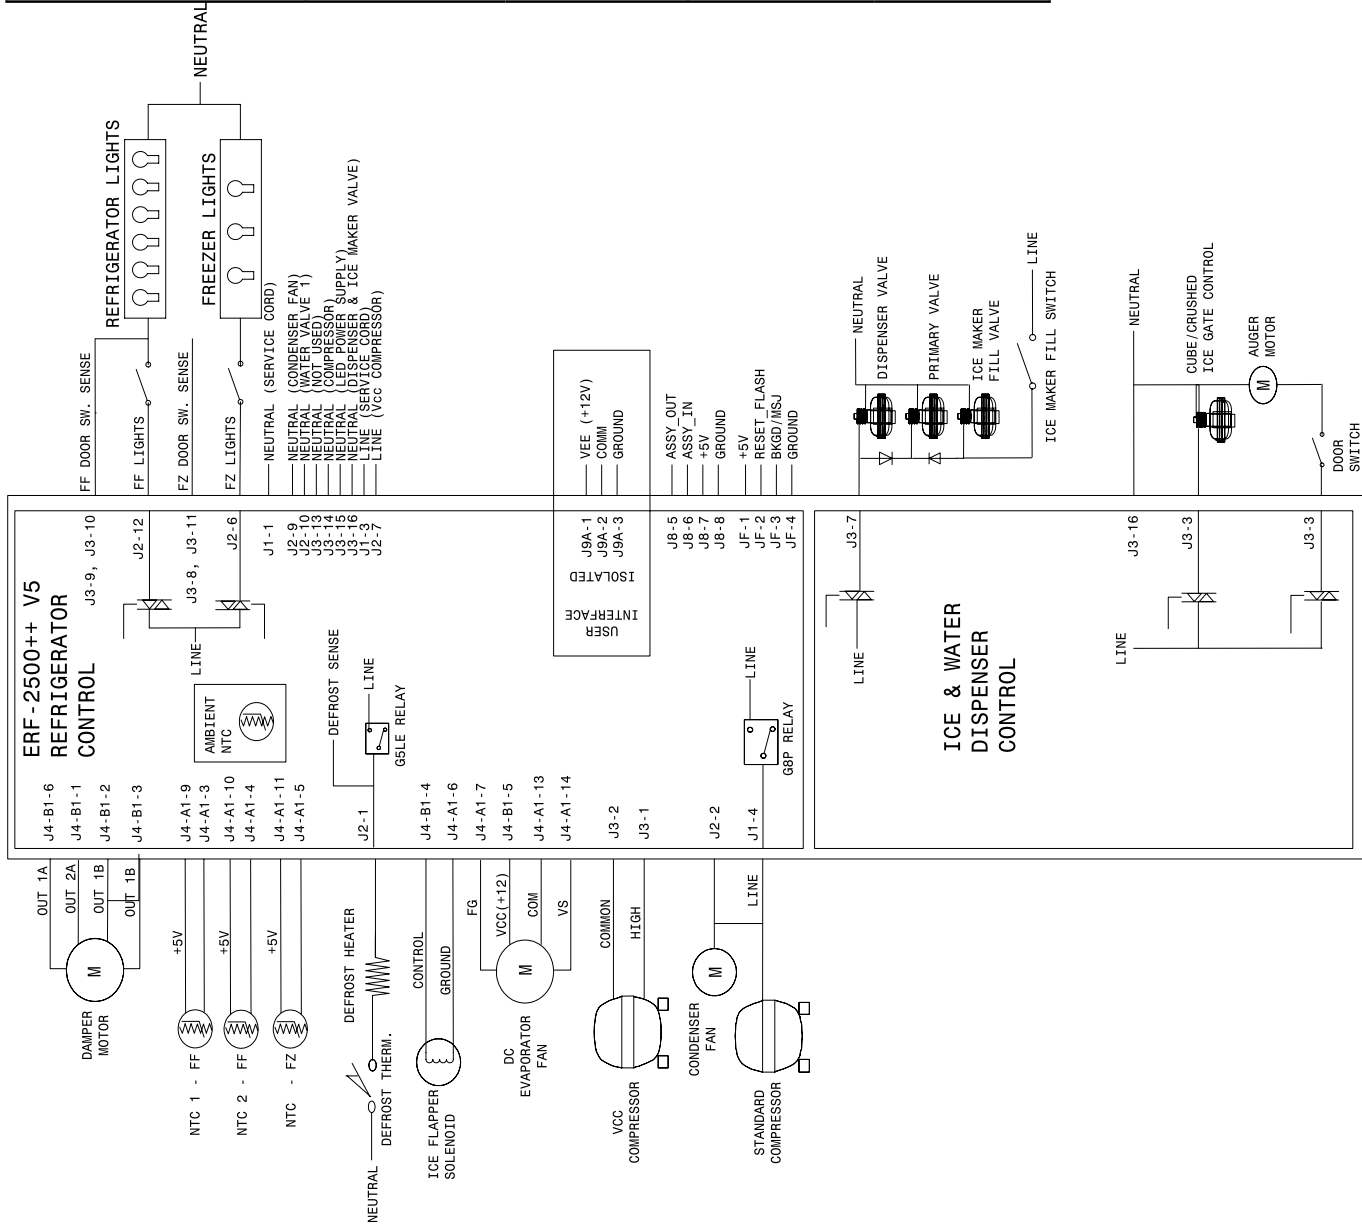 NEUTRAL
REFRIGERATOR LIGHTS
FREEZER LIGHTS
FF DOOR SW. SENSE
FF LIGHTS
FZ DOOR SW. SENSE
FZ LIGHTS
NEUTRAL (SERVICE CORD)
NEUTRAL (CONDENSER FAN)
NEUTRAL (WATER VALVE 1)
NEUTRAL (NOT USED)
NEUTRAL (COMPRESSOR)
NEUTRAL (LED POWER SUPPLY)
NEUTRAL (DISPENSER & ICE MAKER VALVE)
LINE (SERVICE CORD)
LINE (Vcc COMPRESSOR)
VEE (+12V)
COMM
GROUND
ASSY_OUT
ASSY_IN
+5V
GROUND
+5V
RESET_FLASH
BKGD/MSJ
GROUND
NEUTRAL
DISPENSER VALVE
PRIMARY VALVE
ICE MAKER
FILL VALVE
LINE
ICE MAKER FILL SWITCH
NEUTRAL
CUBE/CRUSHED
ICE GATE CONTROL
AUGER
MOTOR
M
DOOR
SWITCH
ERF-2500++ V5
REFRIGERATOR
CONTROL
J3-9, J3-10
J2-12
J3-8, J3-11
J2-6
J1-1
J2-9
J2-10
J3-13
J3-14
J3-15
J3-16
J1-3
J2-7
J9A-1
J9A-2
J9A-3
ISOLATED
USER
INTERFACE
J8-5
J8-6
J8-7
J8-8
JF-1
JF-2
JF-3
JF-4
LINE
AMBIENT
NTC
DEFROST SENSE
LINE
G5LE RELAY
LINE
G8P RELAY
J3-7
J3-16
J3-3
J3-3
LINE
LINE
ICE & WATER
DISPENSER
CONTROL
J4-B1-6
J4-B1-1
J4-B1-2
J4-B1-3
J4-A1-9
J4-A1-3
J4-A1-10
J4-A1-4
J4-A1-11
J4-A1-5
J2-1
J4-B1-4
J4-A1-6
J4-A1-7
J4-B1-5
J4-A1-13
J4-A1-14
J3-2
J3-1
J2-2
J1-4
OUT 1A
OUT 2A
OUT 1B
OUT 1B
M
DAMPER
MOTOR
+5V
+5V
+5V
NTC 1 - FF
NTC 2 - FF
NTC - FZ
DEFROST HEATER
DEFROST THERM.
NEUTRAL
CONTROL
GROUND
ICE FLAPPER
SOLENOID
FG
VCC(+12)
COM
VS
M
DC
EVAPORATOR
FAN
COMMON
HIGH
VCC
COMPRESSOR
LINE
M
CONDENSER
FAN
STANDARD
COMPRESSOR